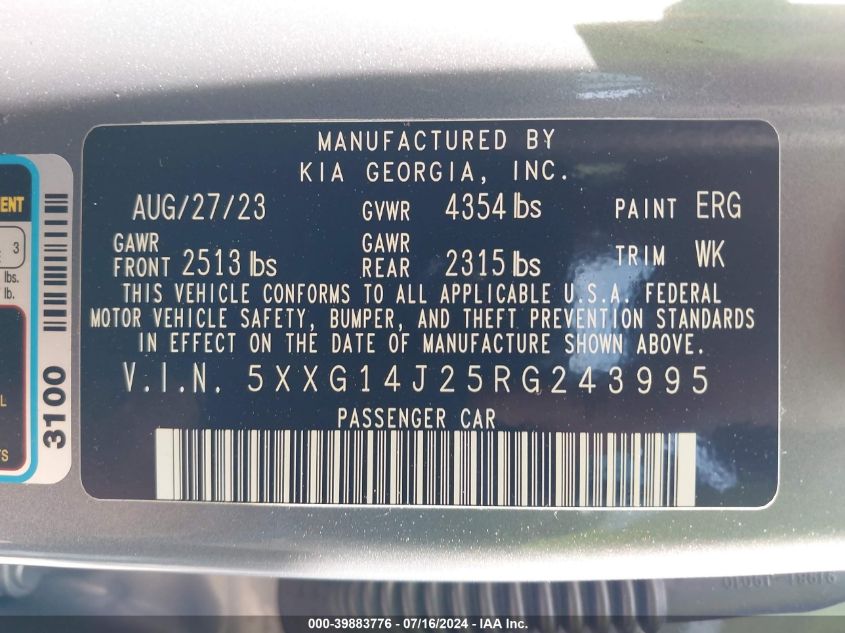 MANUFACTURED BY
KIA GEORGIA, INC.
AUG/27/23 GVWR 4354 lbs PAINT ERG
GAWR FRONT 2513 lbs GAWR REAR 2315 lbs TRIM WK
THIS VEHICLE CONFORMS TO ALL APPLICABLE U.S.A. FEDERAL
MOTOR VEHICLE SAFETY, BUMPER, AND THEFT PREVENTION STANDARDS
IN EFFECT ON THE DATE OF MANUFACTURE SHOWN ABOVE.
V.I.N. 5XXG14J25RG243995
PASSENGER CAR
3
lbs.
lb.
3100
000-39883776 - 07/16/2024 - IAA Inc.